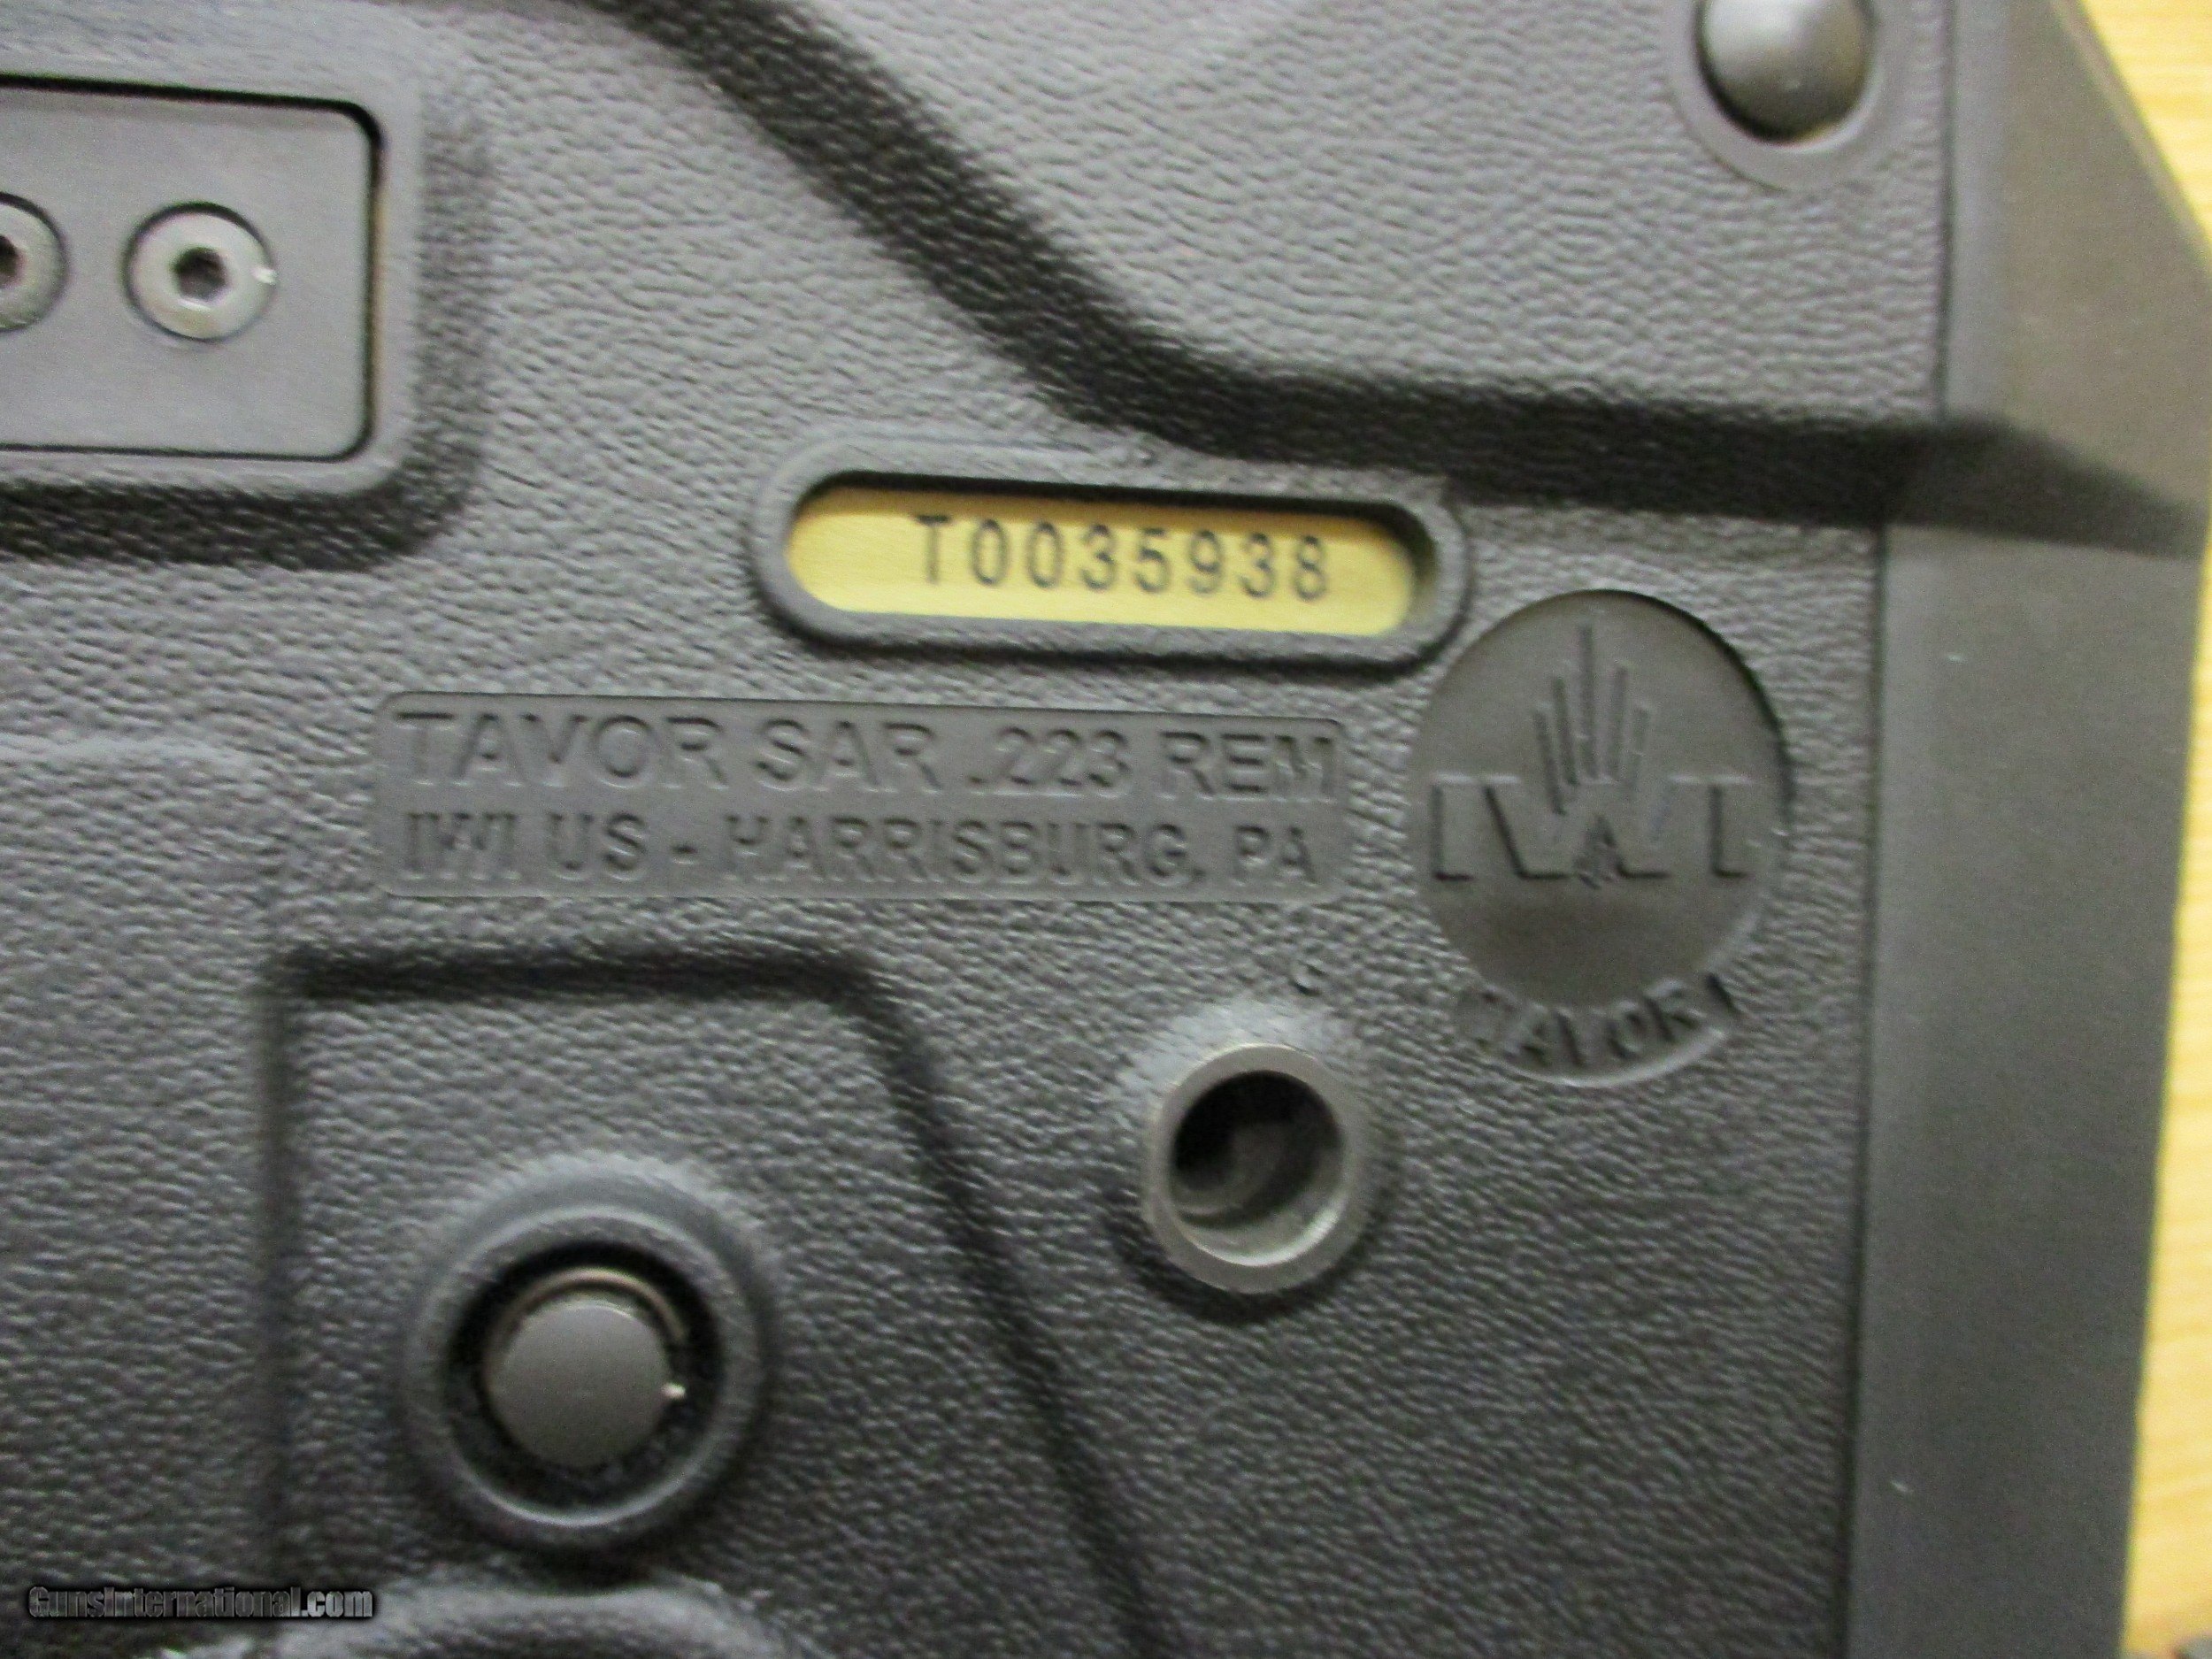 T0035938
TAVOR SAR .223 REM
IWI US - HARRISBURG, PA
IWI
TAVOR
GunsInternational.com